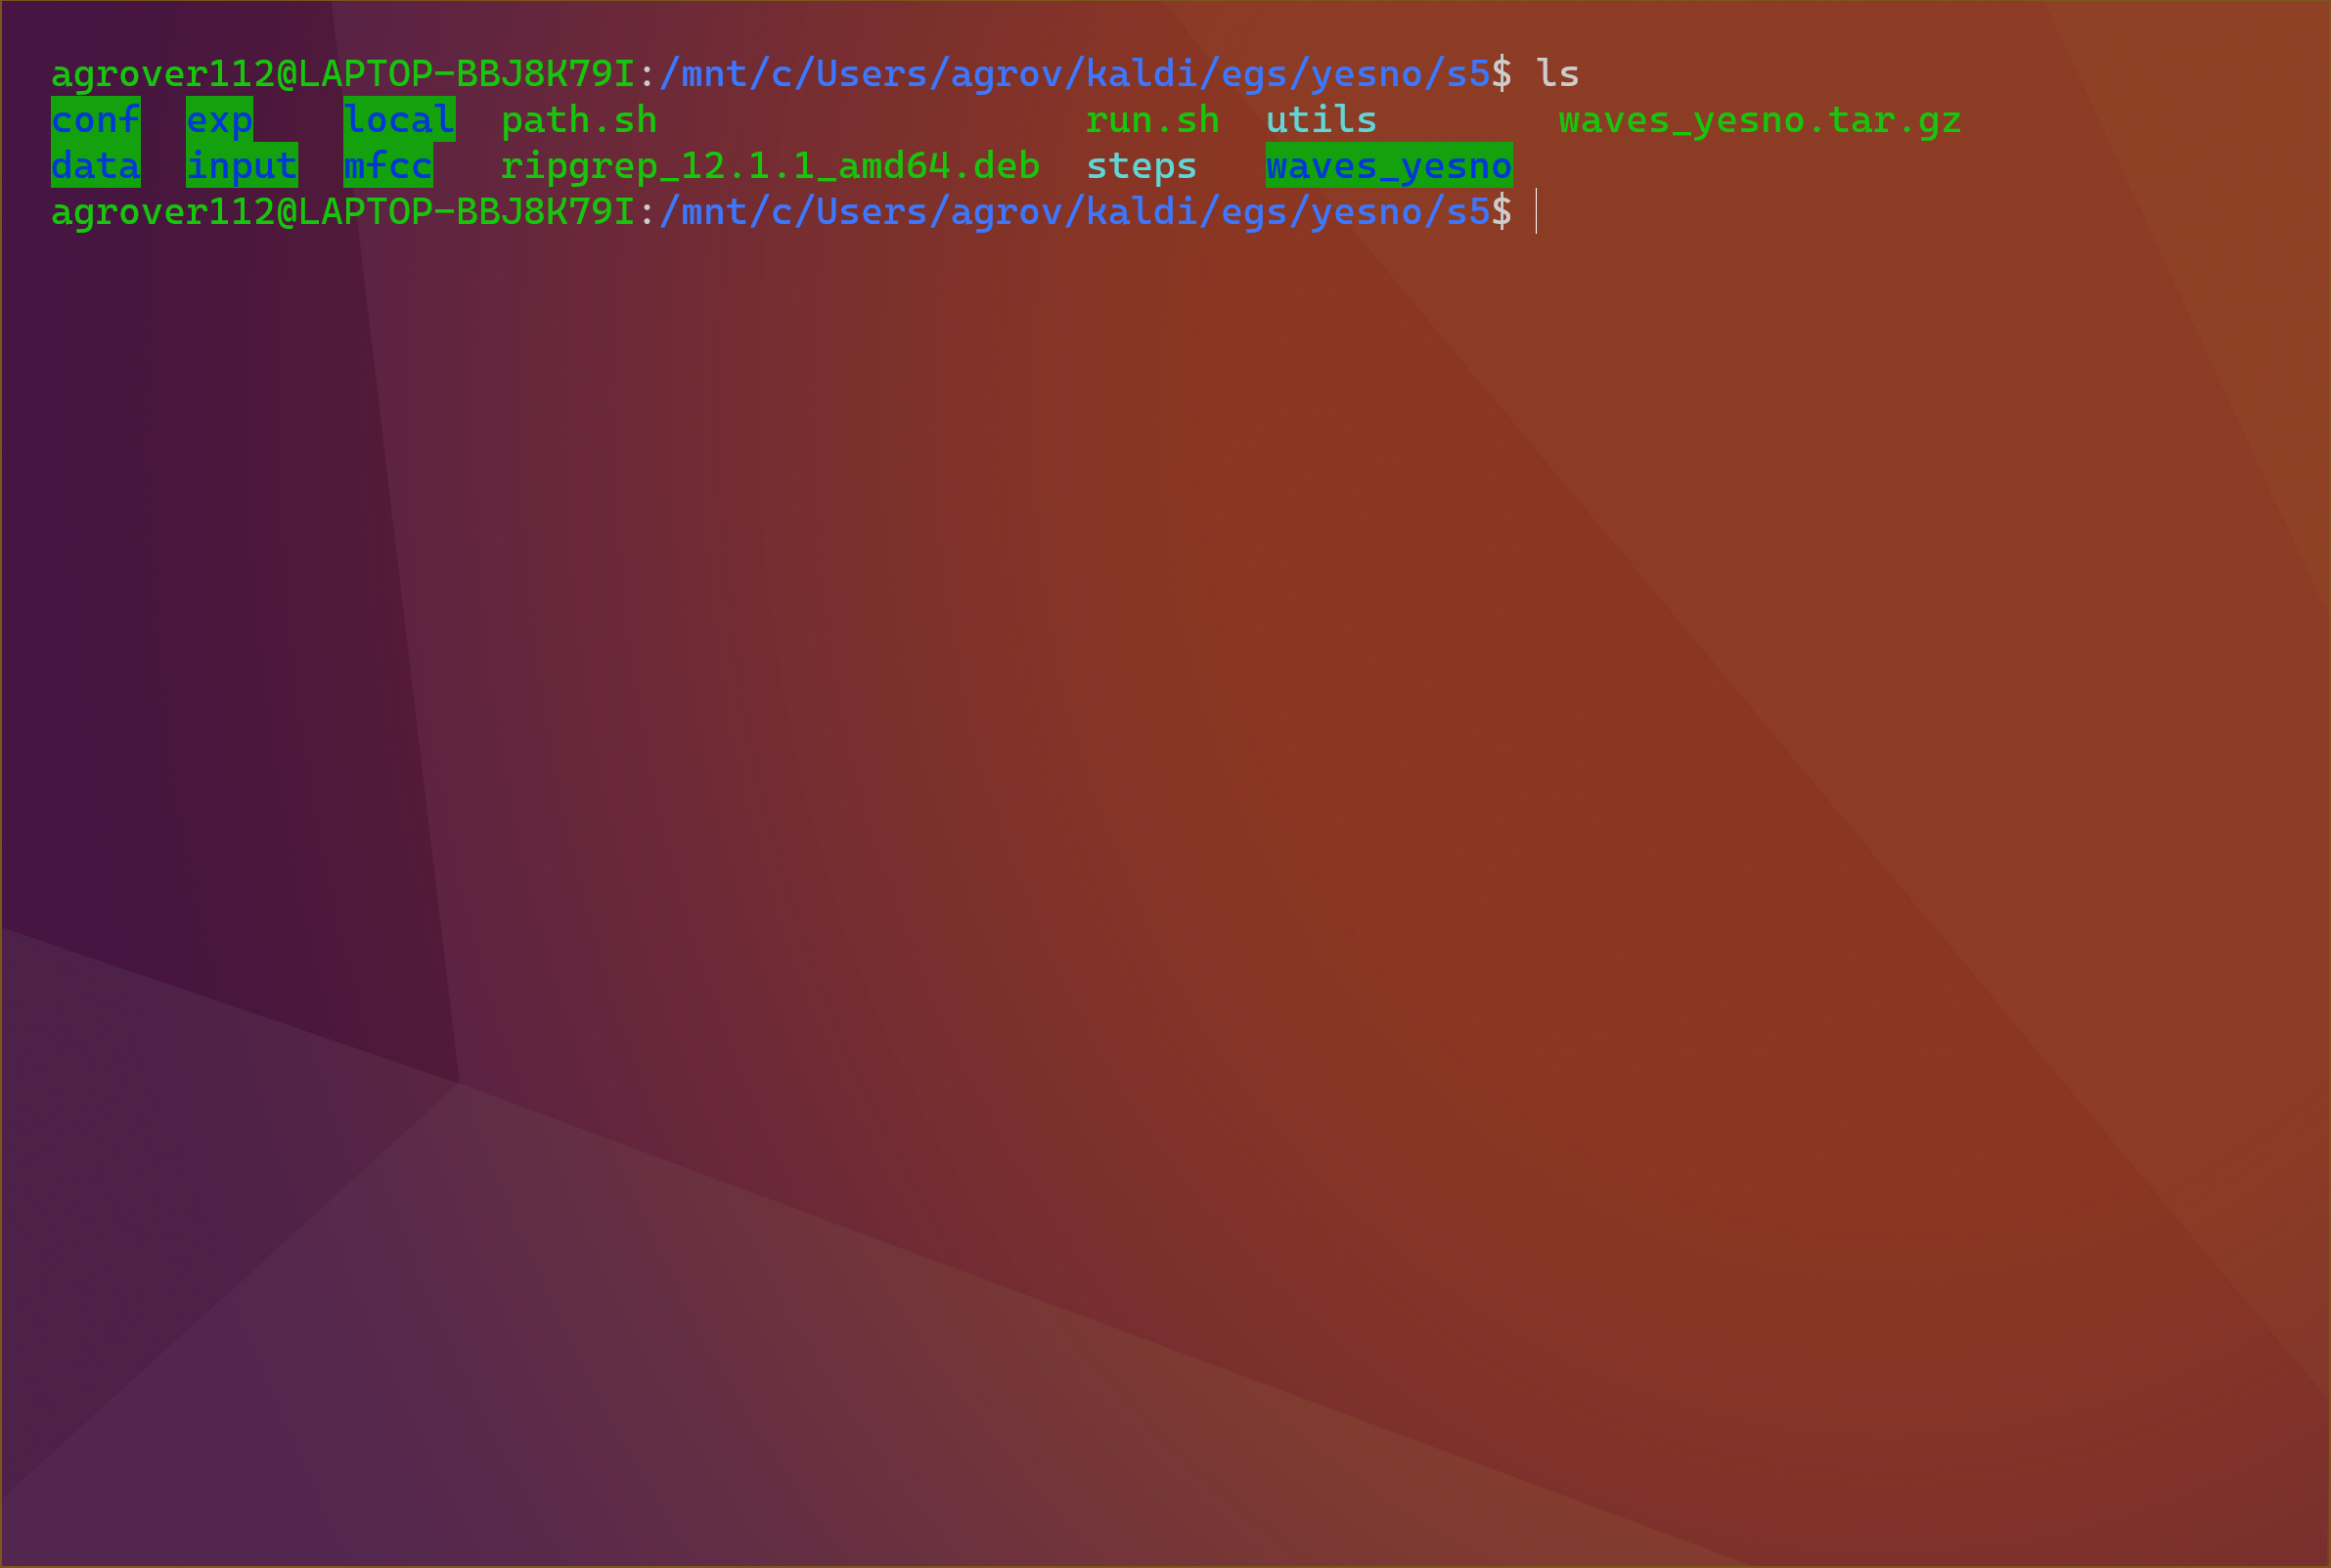 agrover112@LAPTOP-BBJ8K79I:/mnt/c/Users/agrov/kaldi/egs/yesno/s5$ ls
conf  exp    local  path.sh                   run.sh  utils        waves_yesno.tar.gz
data  input  mfcc   ripgrep_12.1.1_amd64.deb  steps   waves_yesno
agrover112@LAPTOP-BBJ8K79I:/mnt/c/Users/agrov/kaldi/egs/yesno/s5$